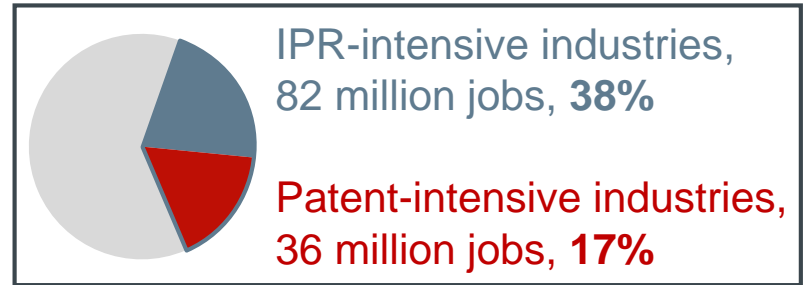 IPR-intensive industries,
82 million jobs, 38%
Patent-intensive industries,
36 million jobs, 17%